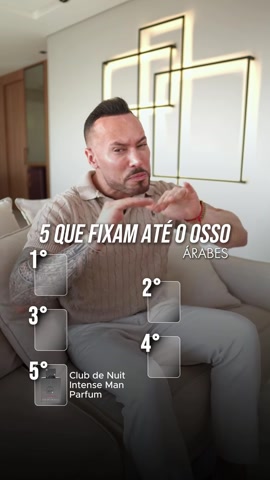 5 QUE FIXAM ATÉ O OSSO
ÁRABES
1°
2°
3°
4°
5°
Club de Nuit
Intense Man
Parfum